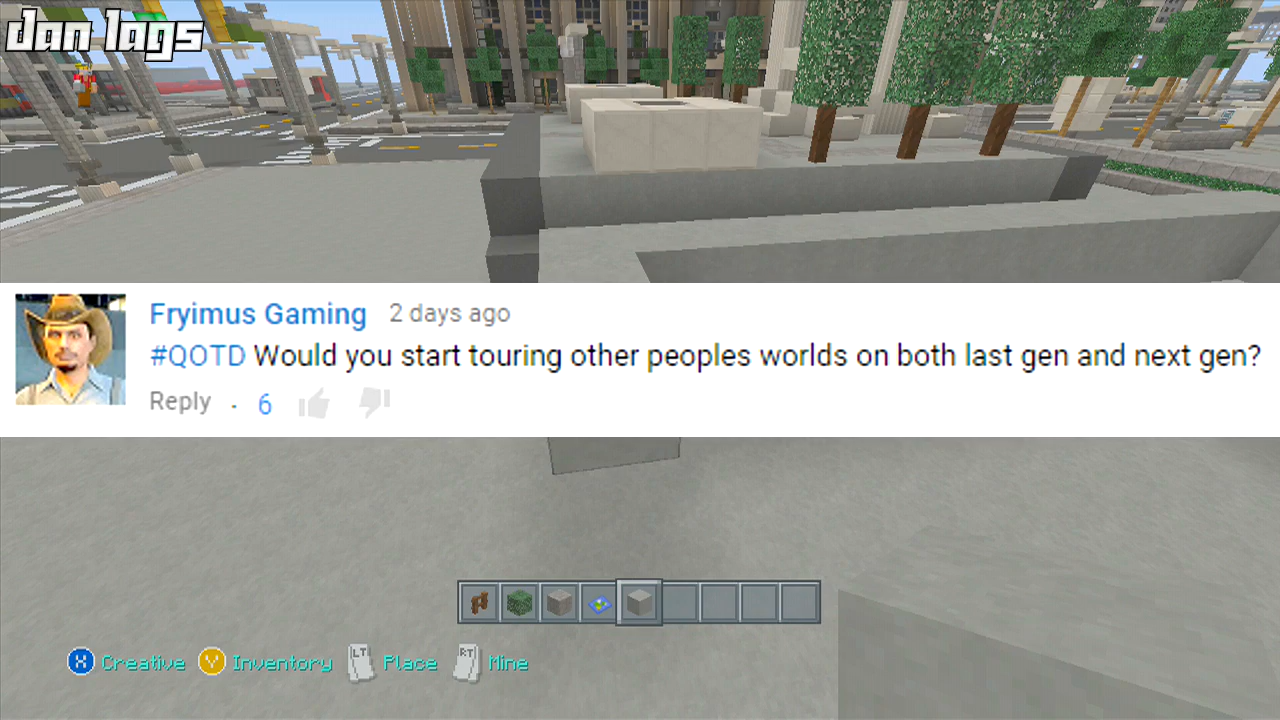 dan lags
Fryimus Gaming 2 days ago
#QOTD Would you start touring other peoples worlds on both last gen and next gen?
Reply · 6
X Creative Y Inventory LT Place RT Mine